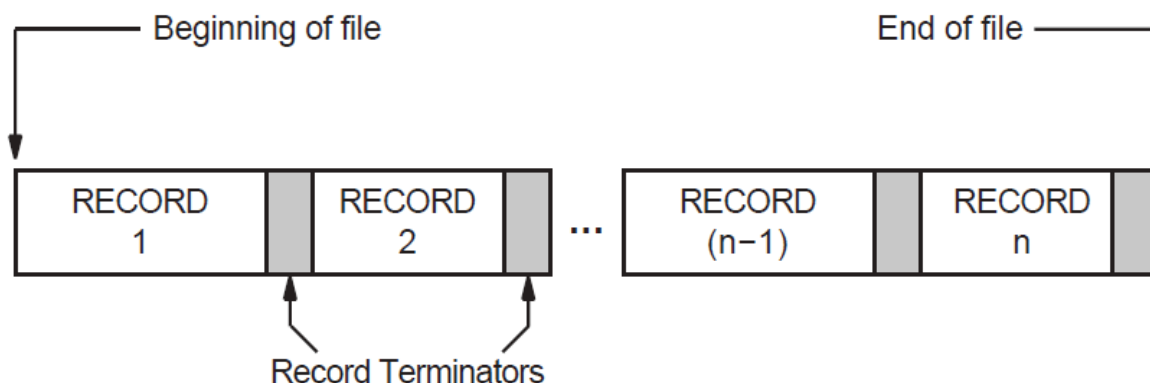 Beginning of file
End of file
RECORD
1
RECORD
2
...
RECORD
(n−1)
RECORD
n
Record Terminators